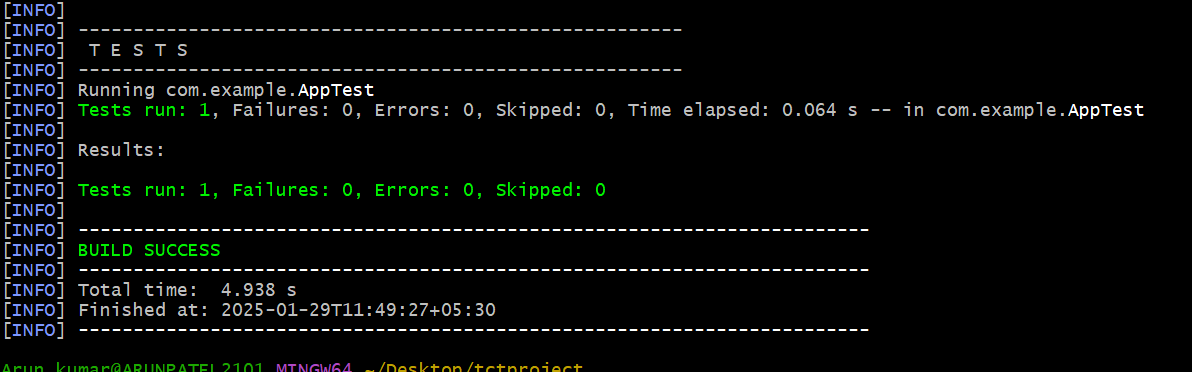 [INFO]
[INFO] -------------------------------------------------------
[INFO]  T E S T S
[INFO] -------------------------------------------------------
[INFO] Running com.example.AppTest
[INFO] Tests run: 1, Failures: 0, Errors: 0, Skipped: 0, Time elapsed: 0.064 s -- in com.example.AppTest
[INFO]
[INFO] Results:
[INFO]
[INFO] Tests run: 1, Failures: 0, Errors: 0, Skipped: 0
[INFO]
[INFO] ------------------------------------------------------------------------
[INFO] BUILD SUCCESS
[INFO] ------------------------------------------------------------------------
[INFO] Total time:  4.938 s
[INFO] Finished at: 2025-01-29T11:49:27+05:30
[INFO] ------------------------------------------------------------------------
Arun kumar@ARUNPATEL2101 MINGW64 ~/Desktop/tctproject